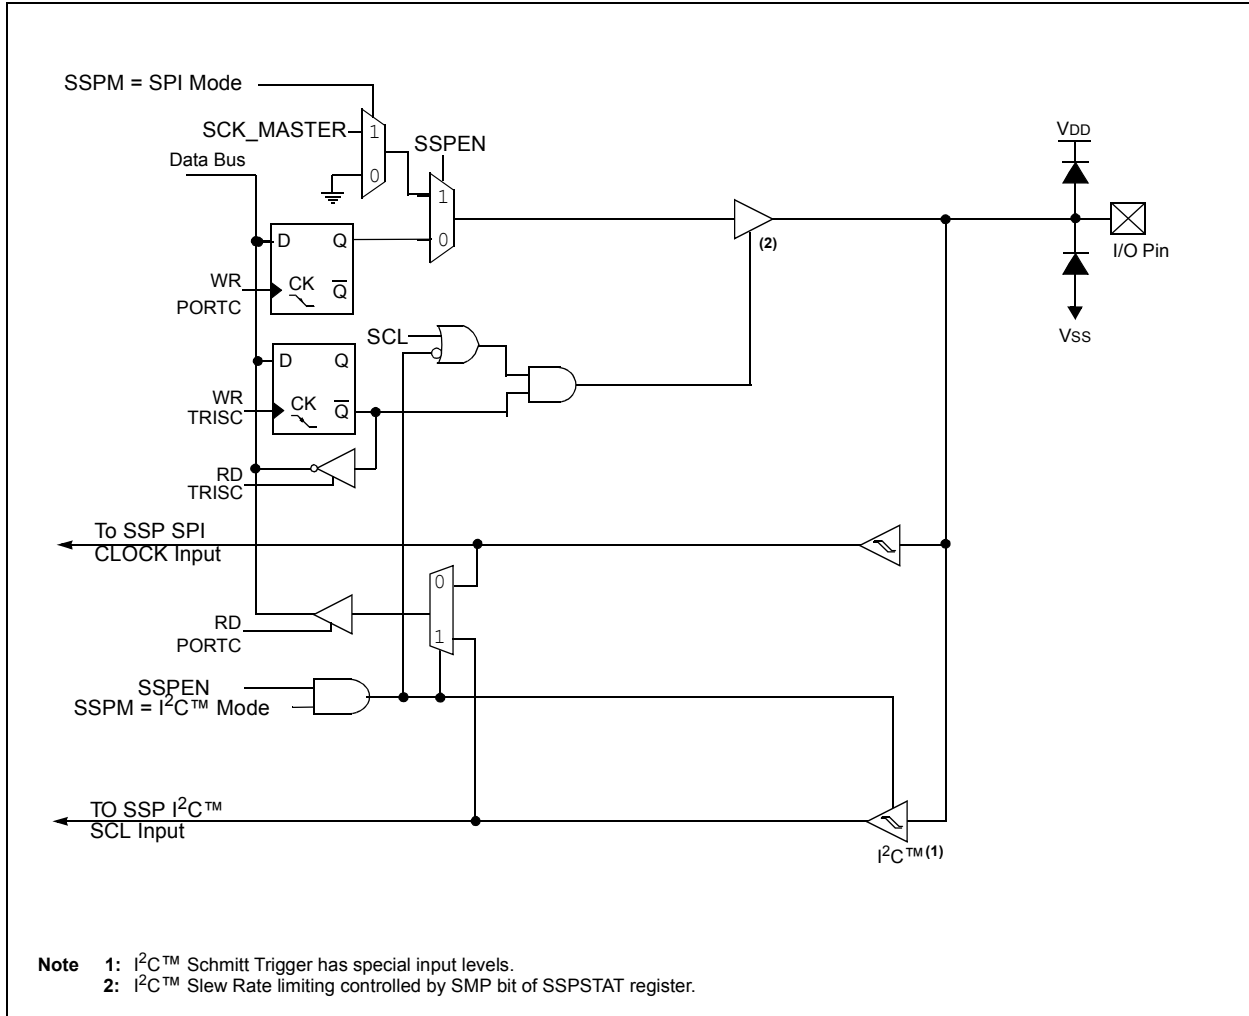 SSPM = SPI Mode
SCK_MASTER
1
0
SSPEN
1
0
Data Bus
D Q
WR
PORTC
CK Q̅
VDD
(2)
I/O Pin
VSS
SCL
D Q
WR
TRISC
CK Q̅
RD
TRISC
To SSP SPI
CLOCK Input
0
1
RD
PORTC
SSPEN
SSPM = I²C™ Mode
TO SSP I²C™
SCL Input
I²C™(1)
Note 1: I²C™ Schmitt Trigger has special input levels.
2: I²C™ Slew Rate limiting controlled by SMP bit of SSPSTAT register.